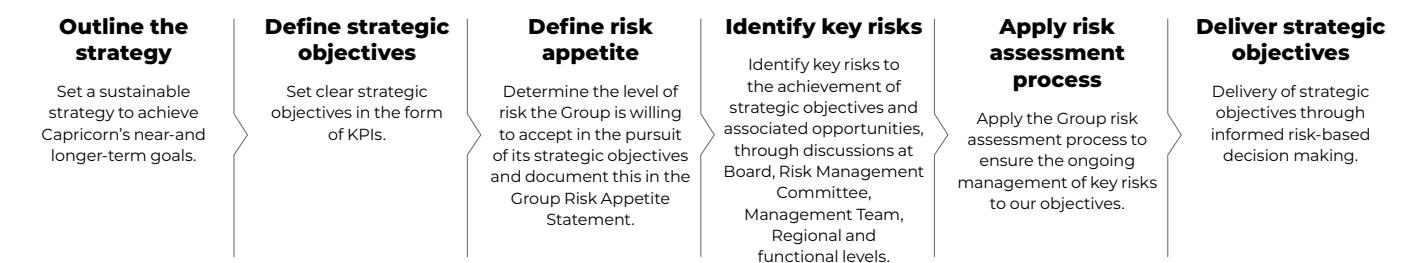 Outline the
strategy
Set a sustainable
strategy to achieve
Capricorn’s near-and
longer-term goals.
Define strategic
objectives
Set clear strategic
objectives in the form
of KPIs.
Define risk
appetite
Determine the level of
risk the Group is willing
to accept in the pursuit
of its strategic objectives
and document this in the
Group Risk Appetite
Statement.
Identify key risks
Identify key risks to
the achievement of
strategic objectives and
associated opportunities,
through discussions at
Board, Risk Management
Committee,
Management Team,
Regional and
functional levels.
Apply risk
assessment
process
Apply the Group risk
assessment process to
ensure the ongoing
management of key risks
to our objectives.
Deliver strategic
objectives
Delivery of strategic
objectives through
informed risk-based
decision making.